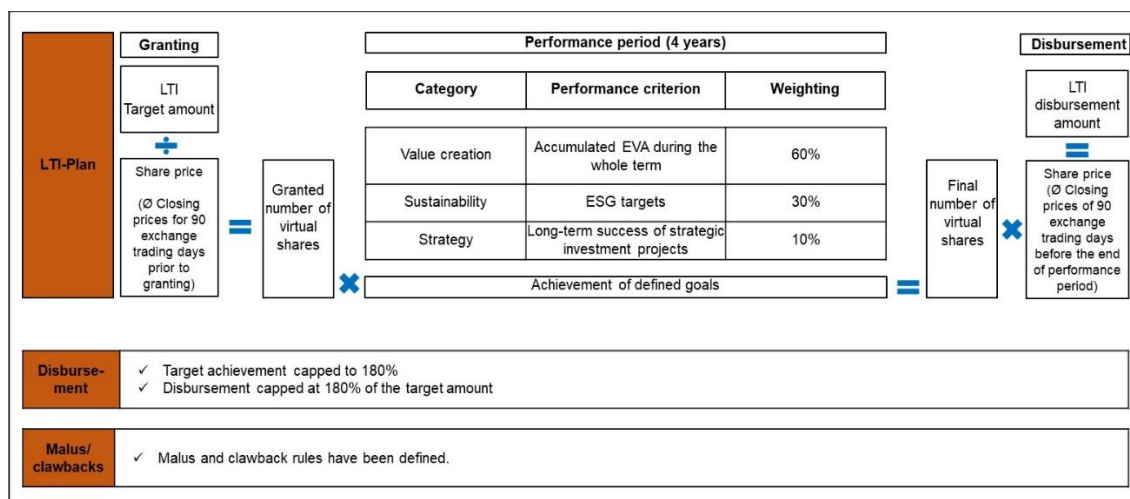 Granting
Performance period (4 years)
Disbursement
LTI-Plan
LTI
Target amount
÷
Share price
(Ø Closing
prices for 90
exchange
trading days
prior to
granting)
=
Granted
number of
virtual
shares
×
Category Performance criterion Weighting
Value creation Accumulated EVA during the
whole term 60%
Sustainability ESG targets 30%
Strategy Long-term success of strategic
investment projects 10%
Achievement of defined goals
=
Final
number of
virtual
shares
×
LTI
disbursement
amount
=
Share price
(Ø Closing
prices of 90
exchange
trading days
before the end
of performance
period)
Disburse-
ment
✓ Target achievement capped to 180%
✓ Disbursement capped at 180% of the target amount
Malus/
clawbacks
✓ Malus and clawback rules have been defined.